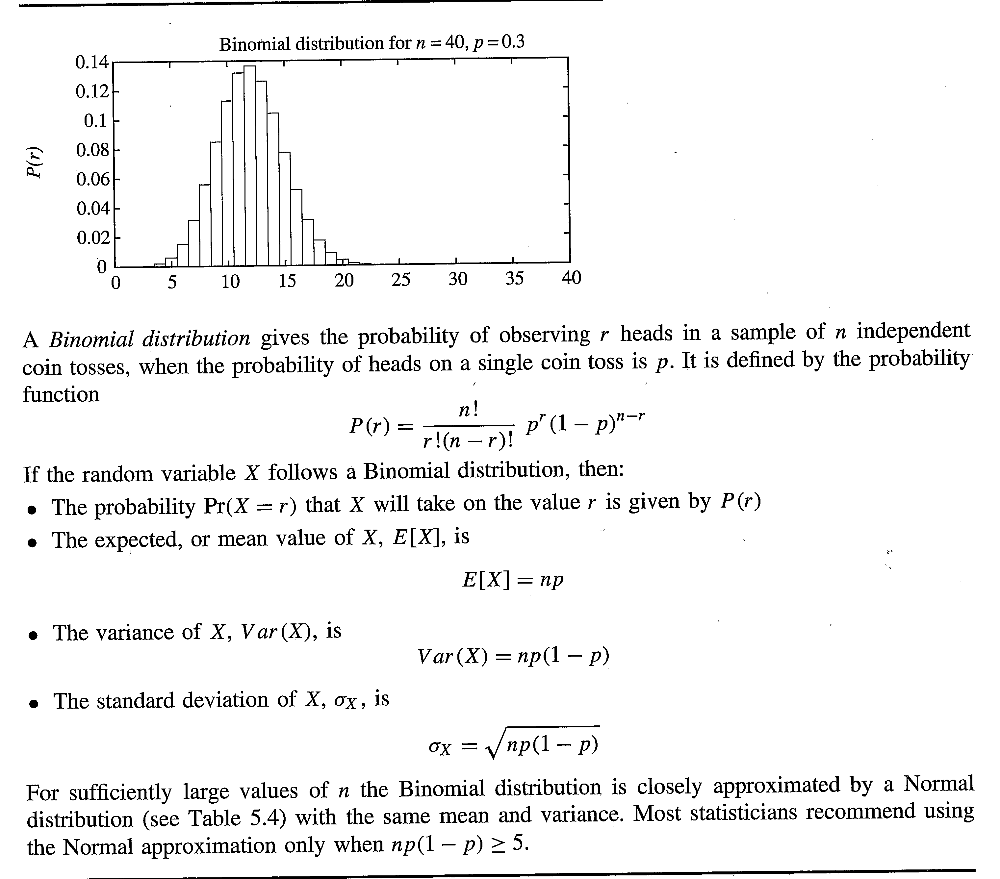 Binomial distribution for n = 40, p = 0.3
0.14
0.12
0.1
0.08
0.06
0.04
0.02
0
P(r)
0 5 10 15 20 25 30 35 40
A Binomial distribution gives the probability of observing r heads in a sample of n independent
coin tosses, when the probability of heads on a single coin toss is p. It is defined by the probability
function
P(r) = n! / r!(n − r)! p^r (1 − p)^{n−r}
If the random variable X follows a Binomial distribution, then:
• The probability Pr(X = r) that X will take on the value r is given by P(r)
• The expected, or mean value of X, E[X], is
E[X] = np
• The variance of X, Var(X), is
Var(X) = np(1 − p)
• The standard deviation of X, σ_X, is
σ_X = √np(1 − p)
For sufficiently large values of n the Binomial distribution is closely approximated by a Normal
distribution (see Table 5.4) with the same mean and variance. Most statisticians recommend using
the Normal approximation only when np(1 − p) ≥ 5.